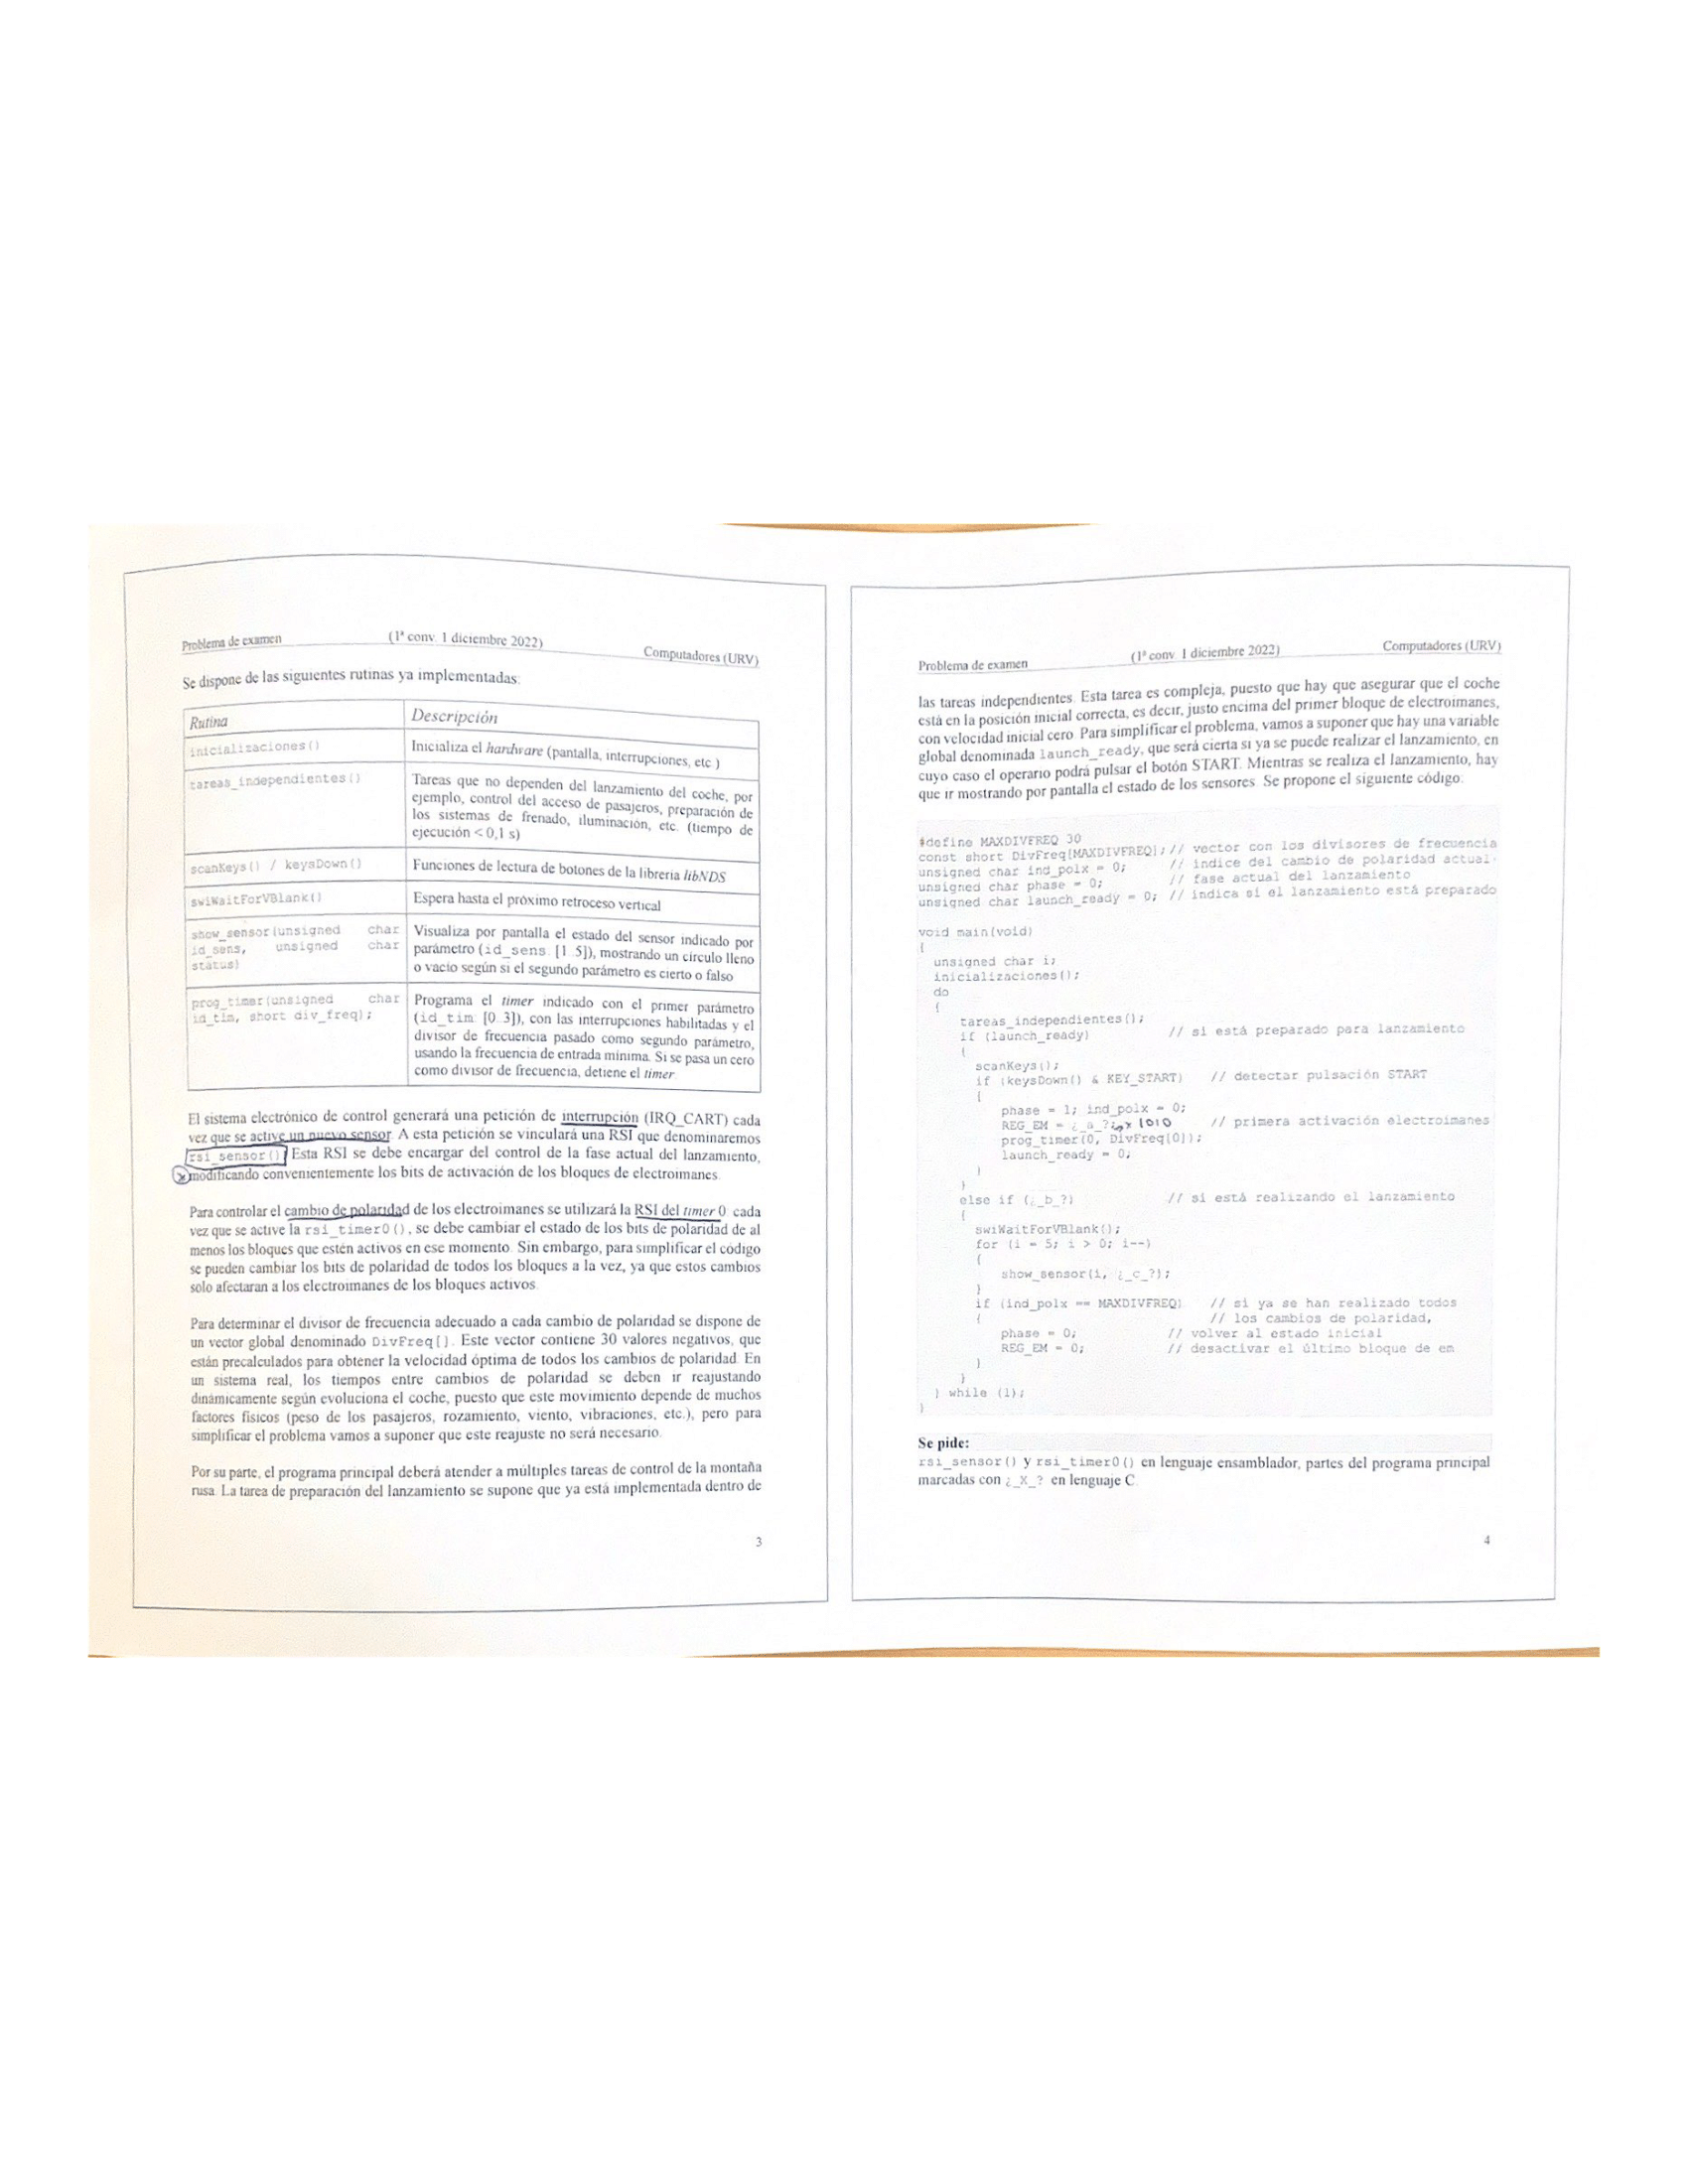 Problema de examen
(1ª conv. 1 diciembre 2022)
Computadores (URV)
Se dispone de las siguientes rutinas ya implementadas:
Rutina
Descripción
inicializaciones()
Inicializa el hardware (pantalla, interrupciones, etc.)
tareas_independientes()
Tareas que no dependen del lanzamiento del coche, por
ejemplo, control del acceso de pasajeros, preparación de
los sistemas de frenado, iluminación, etc. (tiempo de
ejecución < 0,1 s)
scanKeys() / keysDown()
Funciones de lectura de botones de la librería libNDS
swiWaitForVBlank()
Espera hasta el próximo retroceso vertical
show_sensor(unsigned char
id_sens, unsigned char
status)
Visualiza por pantalla el estado del sensor indicado por
parámetro (id_sens: [1..5]), mostrando un círculo lleno
o vacío según si el segundo parámetro es cierto o falso
prog_timer(unsigned char
id_tim, short div_freq);
Programa el timer indicado con el primer parámetro
(id_tim: [0..3]), con las interrupciones habilitadas y el
divisor de frecuencia pasado como segundo parámetro,
usando la frecuencia de entrada mínima. Si se pasa un cero
como divisor de frecuencia, detiene el timer
El sistema electrónico de control generará una petición de interrupción (IRQ_CART) cada
vez que se active un nuevo sensor. A esta petición se vinculará una RSI que denominaremos
rsi_sensor(). Esta RSI se debe encargar del control de la fase actual del lanzamiento,
modificando convenientemente los bits de activación de los bloques de electroimanes.
Para controlar el cambio de polaridad de los electroimanes se utilizará la RSI del timer 0: cada
vez que se active la rsi_timer0(), se debe cambiar el estado de los bits de polaridad de al
menos los bloques que estén activos en ese momento. Sin embargo, para simplificar el código
se pueden cambiar los bits de polaridad de todos los bloques a la vez, ya que estos cambios
solo afectaran a los electroimanes de los bloques activos.
Para determinar el divisor de frecuencia adecuado a cada cambio de polaridad se dispone de
un vector global denominado DivFreq[]. Este vector contiene 30 valores negativos, que
están precalculados para obtener la velocidad óptima de todos los cambios de polaridad. En
un sistema real, los tiempos entre cambios de polaridad se deben ir reajustando
dinámicamente según evoluciona el coche, puesto que este movimiento depende de muchos
factores físicos (peso de los pasajeros, rozamiento, viento, vibraciones, etc.), pero para
simplificar el problema vamos a suponer que este reajuste no será necesario.
Por su parte, el programa principal deberá atender a múltiples tareas de control de la montaña
rusa. La tarea de preparación del lanzamiento se supone que ya está implementada dentro de
3
Problema de examen
(1ª conv. 1 diciembre 2022)
Computadores (URV)
las tareas independientes. Esta tarea es compleja, puesto que hay que asegurar que el coche
está en la posición inicial correcta, es decir, justo encima del primer bloque de electroimanes,
con velocidad inicial cero. Para simplificar el problema, vamos a suponer que hay una variable
global denominada launch_ready, que será cierta si ya se puede realizar el lanzamiento, en
cuyo caso el operario podrá pulsar el botón START. Mientras se realiza el lanzamiento, hay
que ir mostrando por pantalla el estado de los sensores. Se propone el siguiente código:
#define MAXDIVFREQ 30
const short DivFreq[MAXDIVFREQ]; // vector con los divisores de frecuencia
unsigned char ind_polx = 0; // índice del cambio de polaridad actual
unsigned char phase = 0; // fase actual del lanzamiento
unsigned char launch_ready = 0; // indica si el lanzamiento está preparado
void main(void)
{
unsigned char i;
inicializaciones();
do
{
tareas_independientes();
if (launch_ready) // si está preparado para lanzamiento
{
scanKeys();
if (keysDown() & KEY_START) // detectar pulsación START
{
phase = 1; ind_polx = 0;
REG_EM = ¿_a_?; 1010 // primera activación electroimanes
prog_timer(0, DivFreq[0]);
launch_ready = 0;
}
}
else if (¿_b_?) // si está realizando el lanzamiento
{
swiWaitForVBlank();
for (i = 5; i > 0; i--)
{
show_sensor(i, ¿_c_?);
}
if (ind_polx == MAXDIVFREQ) // si ya se han realizado todos
{ // los cambios de polaridad,
phase = 0; // volver al estado inicial
REG_EM = 0; // desactivar el último bloque de em
}
}
} while (1);
}
Se pide:
rsi_sensor() y rsi_timer0() en lenguaje ensamblador, partes del programa principal
marcadas con ¿_X_? en lenguaje C.
4